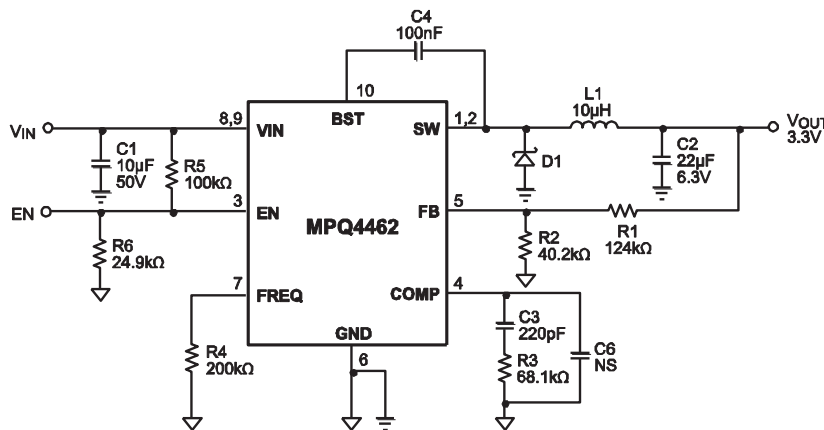 C4
100nF
10
BST
VIN
8,9
VIN
C1
10µF
50V
R5
100kΩ
EN
3
EN
R6
24.9kΩ
7
FREQ
R4
200kΩ
MPQ4462
GND
6
SW
1,2
L1
10µH
VOUT
3.3V
D1
C2
22µF
6.3V
FB
5
R2
40.2kΩ
R1
124kΩ
COMP
4
C3
220pF
R3
68.1kΩ
C6
NS